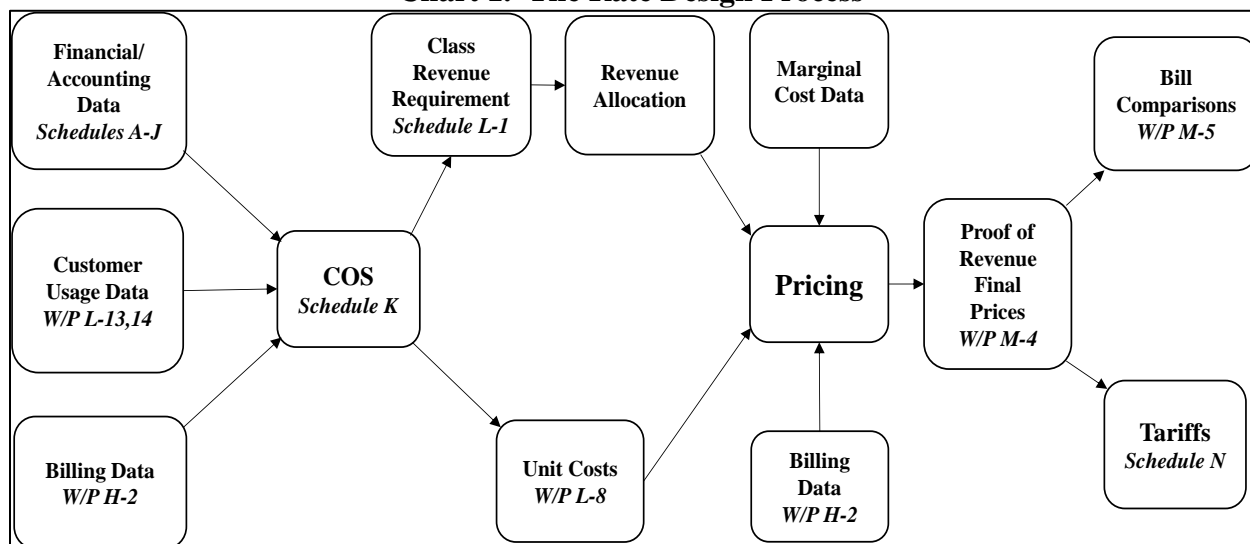 Chart 1. The Rate Design Process
Financial/
Accounting
Data
Schedules A-J
Class
Revenue
Requirement
Schedule L-1
Revenue
Allocation
Marginal
Cost Data
Bill
Comparisons
W/P M-5
Customer
Usage Data
W/P L-13,14
COS
Schedule K
Pricing
Proof of
Revenue
Final
Prices
W/P M-4
Billing Data
W/P H-2
Unit Costs
W/P L-8
Billing
Data
W/P H-2
Tariffs
Schedule N